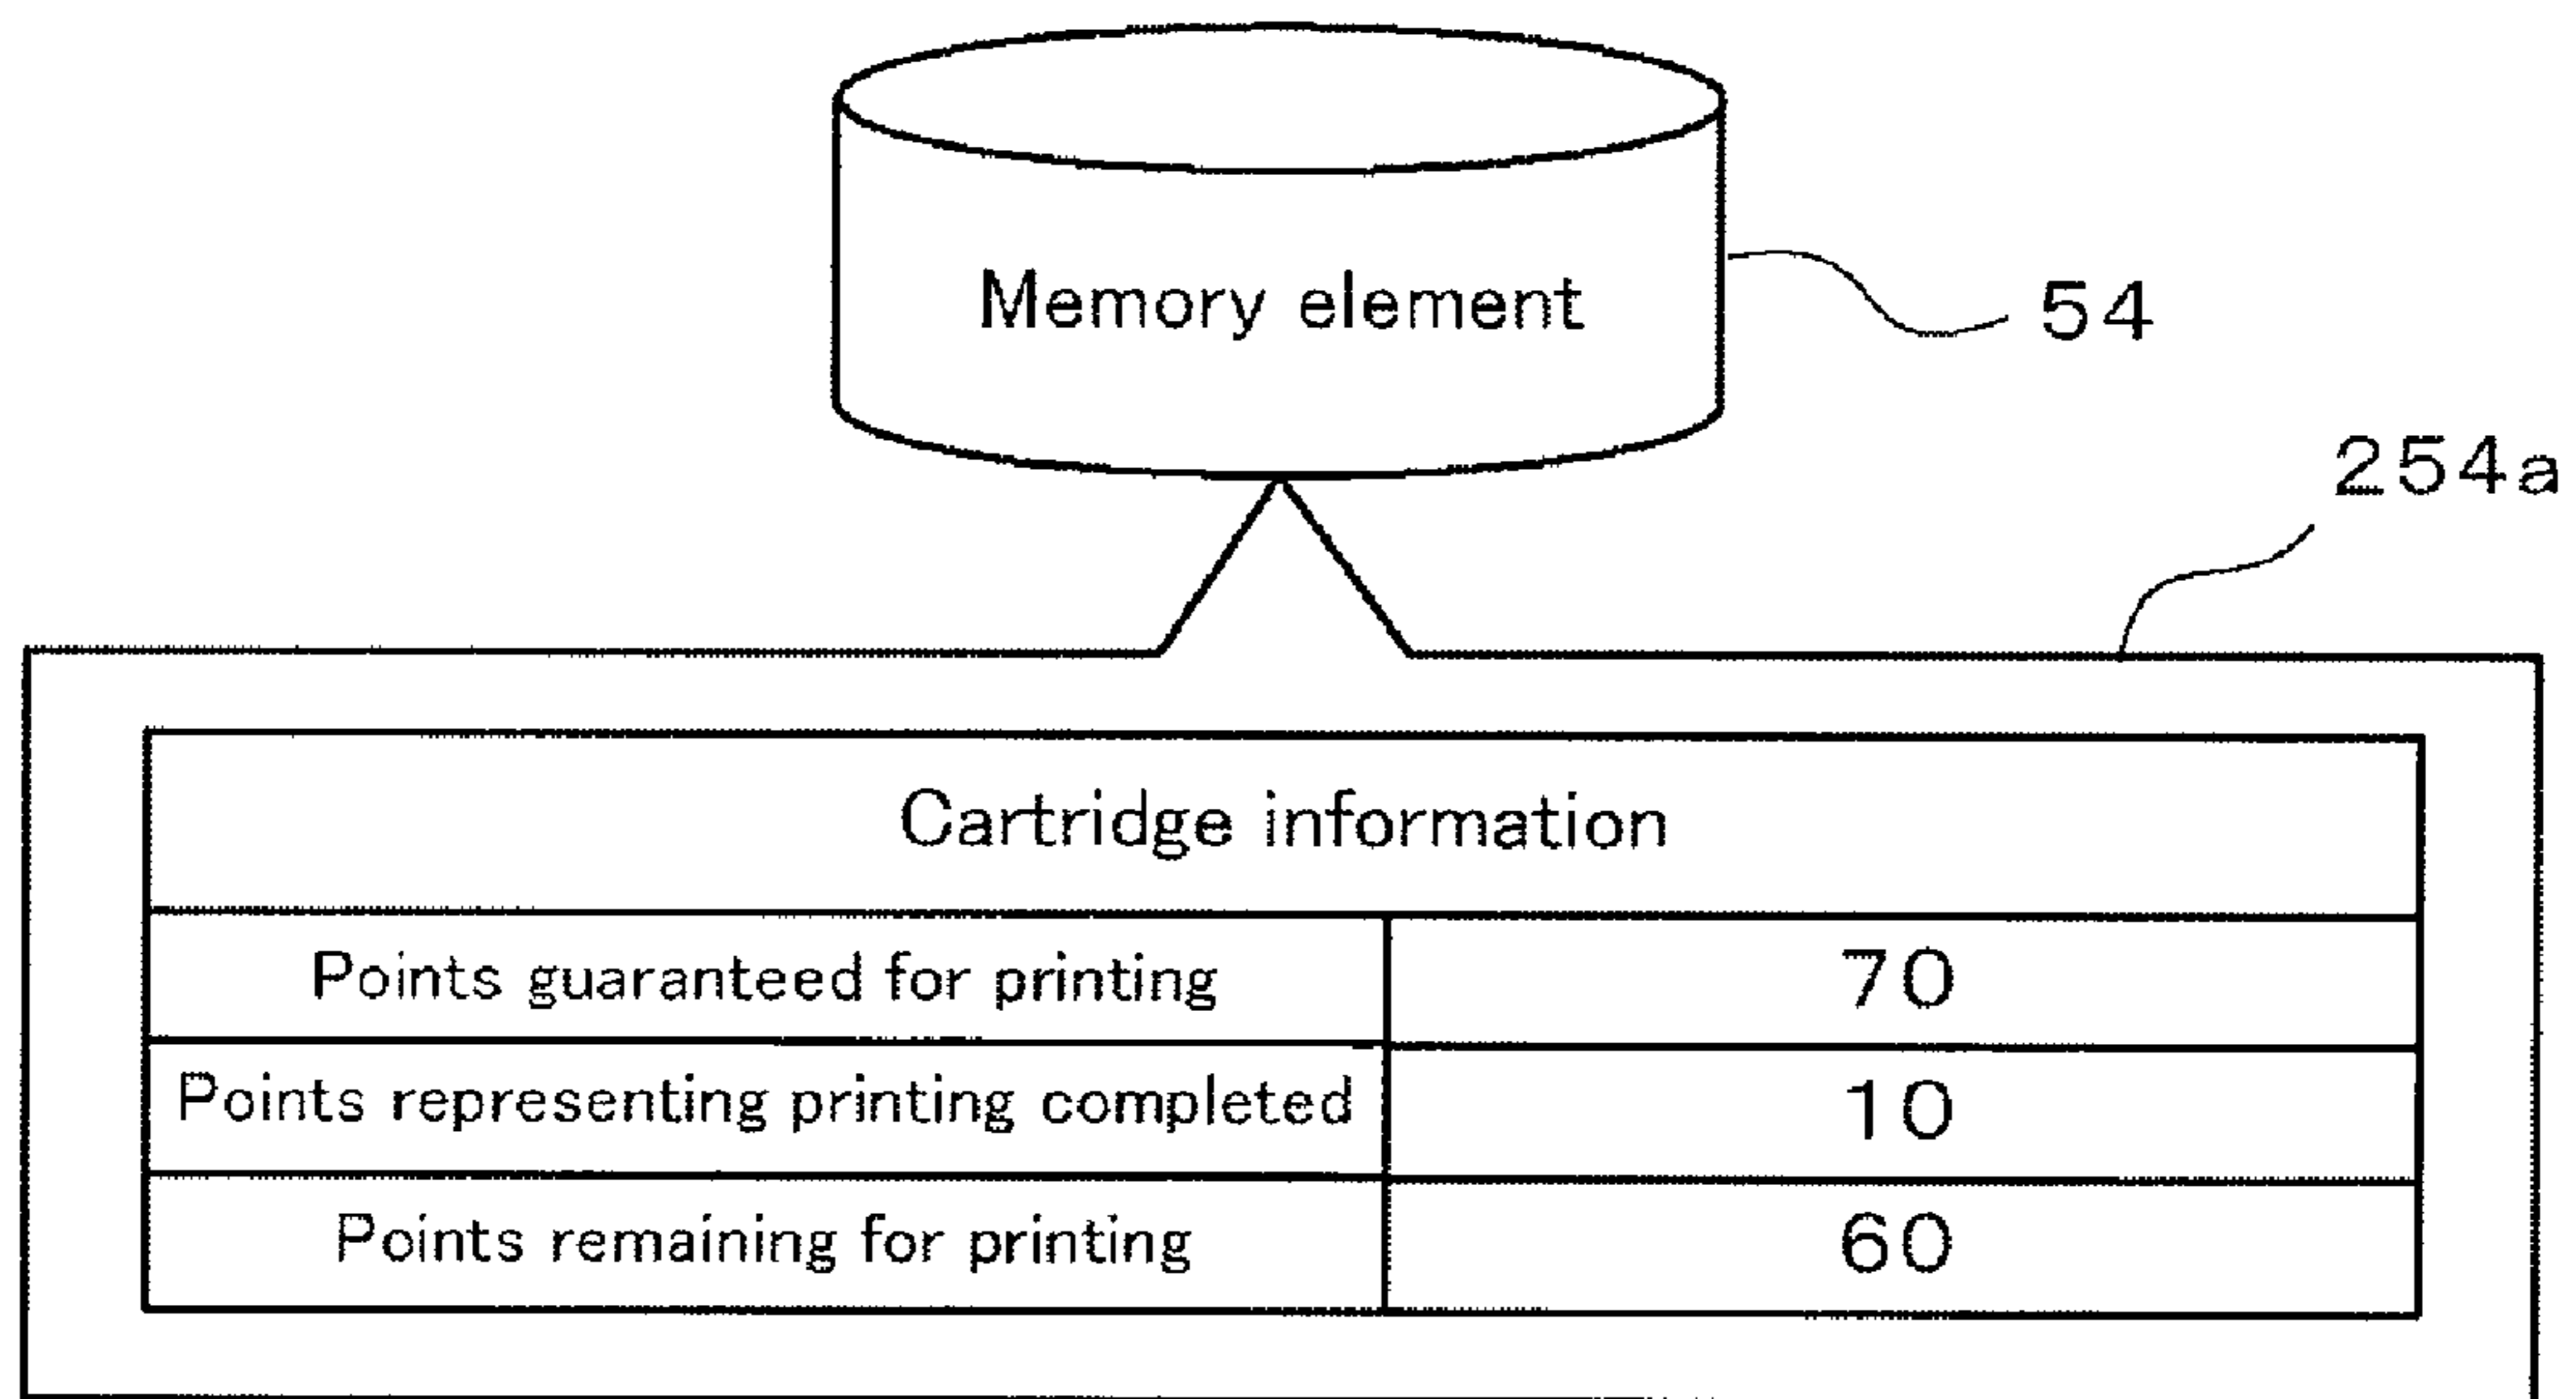 Memory element
54
254a
Cartridge information
Points guaranteed for printing 70
Points representing printing completed 10
Points remaining for printing 60